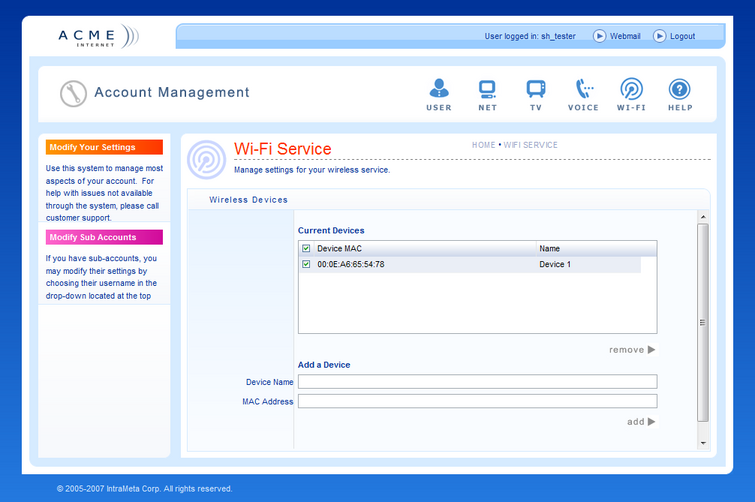 ACME
INTERNET
User logged in: sh_tester
Webmail
Logout
Account Management
USER
NET
TV
VOICE
WI-FI
HELP
Modify Your Settings
Use this system to manage most
aspects of your account. For
help with issues not available
through the system, please call
customer support.
Modify Sub Accounts
If you have sub-accounts, you
may modify their settings by
choosing their username in the
drop-down located at the top
Wi-Fi Service
HOME • WIFI SERVICE
Manage settings for your wireless service.
Wireless Devices
Current Devices
Device MAC Name
00:0E:A6:65:54:78 Device 1
remove
Add a Device
Device Name
MAC Address
add
© 2005-2007 IntraMeta Corp. All rights reserved.